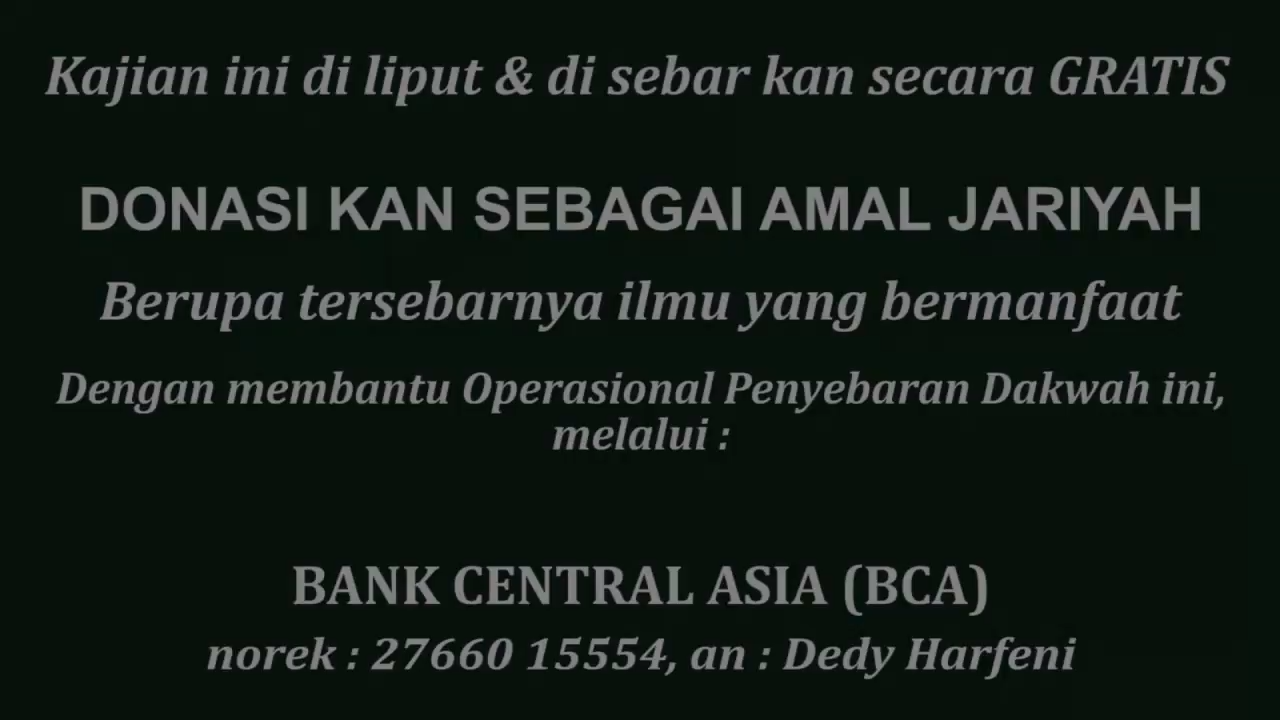 Kajian ini di liput & di sebar kan secara GRATIS
DONASI KAN SEBAGAI AMAL JARIYAH
Berupa tersebarnya ilmu yang bermanfaat
Dengan membantu Operasional Penyebaran Dakwah ini,
melalui :
BANK CENTRAL ASIA (BCA)
norek : 27660 15554, an : Dedy Harfeni